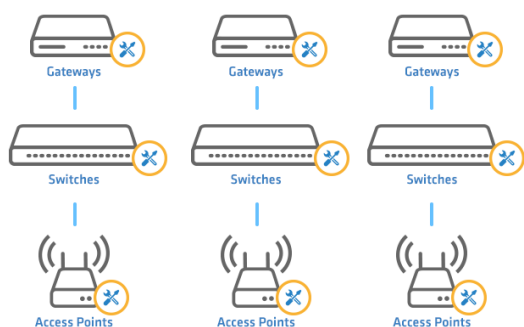 Gateways
Gateways
Gateways
Switches
Switches
Switches
Access Points
Access Points
Access Points